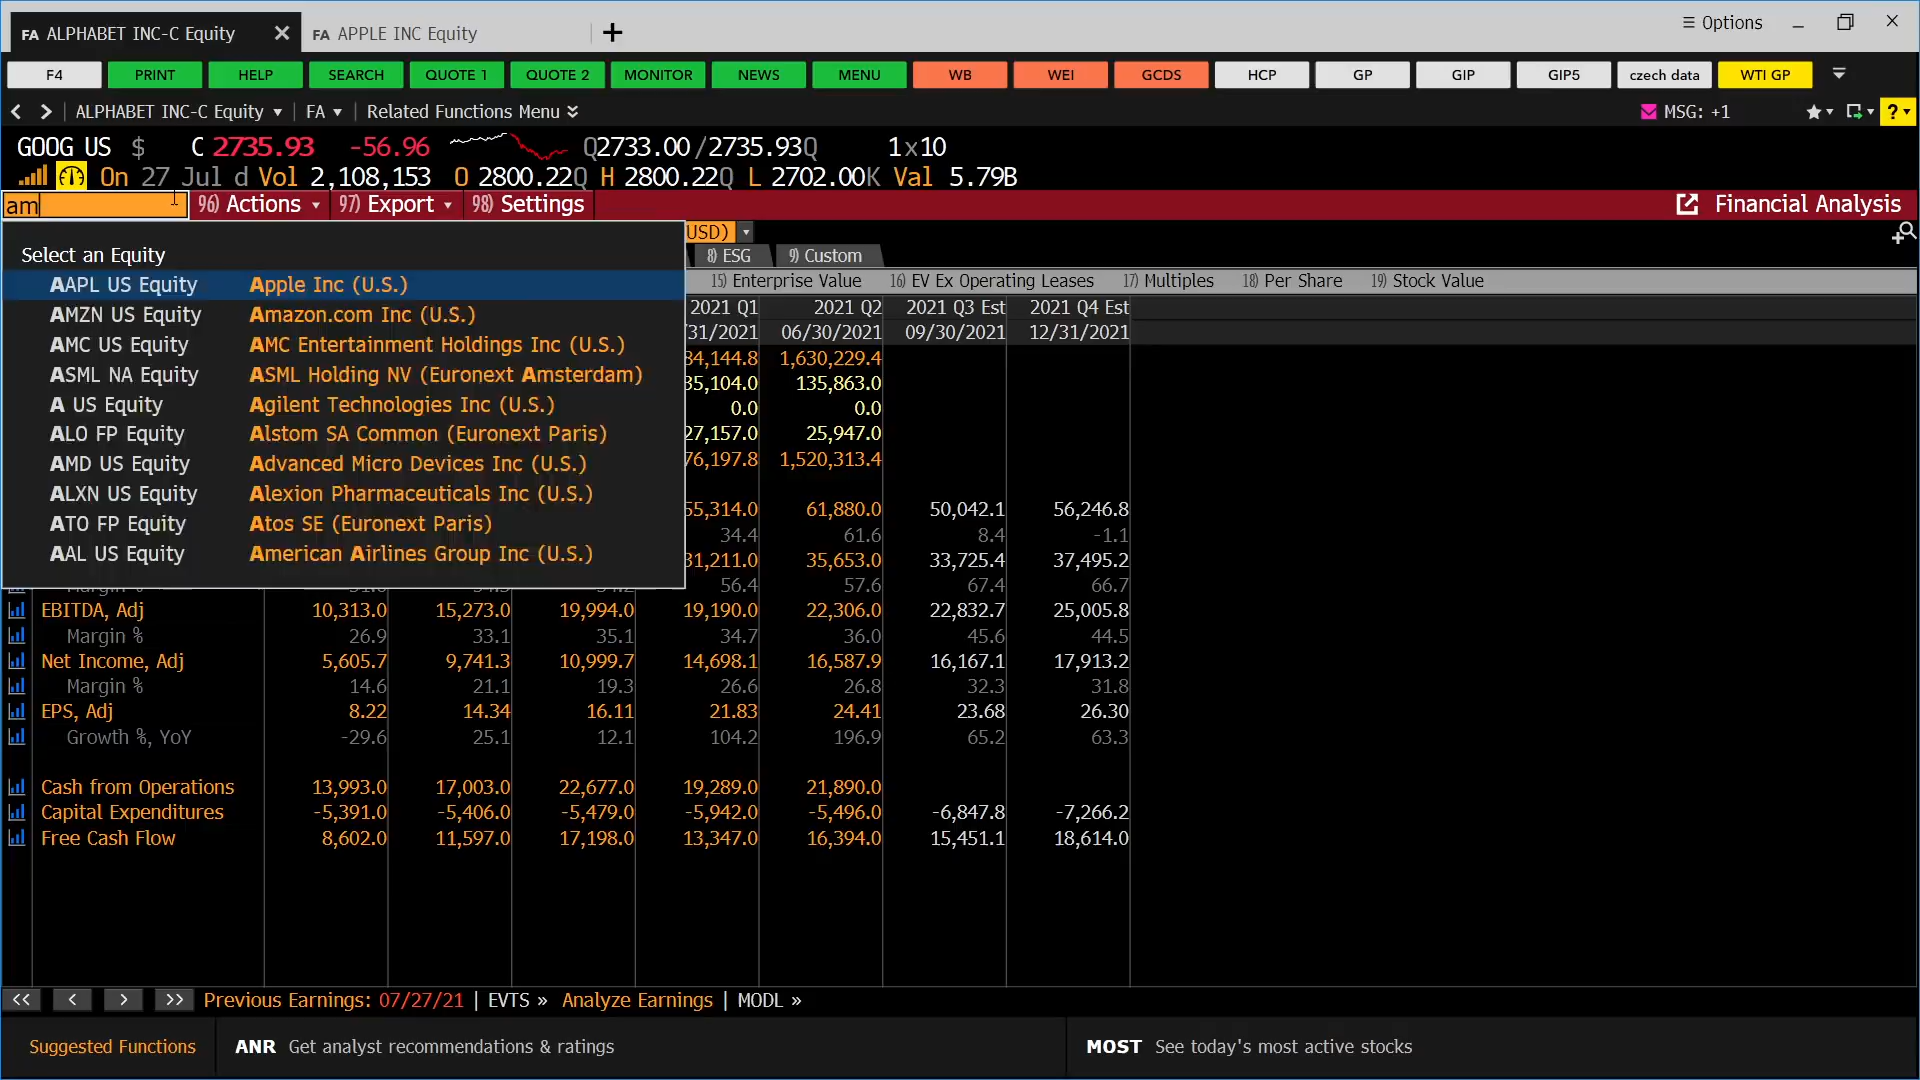 FA ALPHABET INC-C Equity FA APPLE INC Equity Options
F4 PRINT HELP SEARCH QUOTE 1 QUOTE 2 MONITOR NEWS MENU WB WEI GCDS HCP GP GIP GIP5 czech data WTI GP
ALPHABET INC-C Equity FA Related Functions Menu MSG: +1 ?
GOOG US $ C 2735.93 -56.96 Q2733.00/2735.93Q 1x10
On 27 Jul d Vol 2,108,153 O 2800.22Q H 2800.22Q L 2702.00K Val 5.79B
am 96) Actions 97) Export 98) Settings Financial Analysis
USD)
Select an Equity 8) ESG 9) Custom
AAPL US Equity Apple Inc (U.S.) 15) Enterprise Value 16) EV Ex Operating Leases 17) Multiples 18) Per Share 19) Stock Value
AMZN US Equity Amazon.com Inc (U.S.) 2021 Q1 2021 Q2 2021 Q3 Est 2021 Q4 Est
AMC US Equity AMC Entertainment Holdings Inc (U.S.) 31/2021 06/30/2021 09/30/2021 12/31/2021
84,144.8 1,630,229.4
ASML NA Equity ASML Holding NV (Euronext Amsterdam) 35,104.0 135,863.0
A US Equity Agilent Technologies Inc (U.S.) 0.0 0.0
ALO FP Equity Alstom SA Common (Euronext Paris) 27,157.0 25,947.0
AMD US Equity Advanced Micro Devices Inc (U.S.) 76,197.8 1,520,313.4
ALXN US Equity Alexion Pharmaceuticals Inc (U.S.)
55,314.0 61,880.0 50,042.1 56,246.8
ATO FP Equity Atos SE (Euronext Paris) 34.4 61.6 8.4 -1.1
AAL US Equity American Airlines Group Inc (U.S.) 31,211.0 35,653.0 33,725.4 37,495.2
56.4 57.6 67.4 66.7
EBITDA, Adj 10,313.0 15,273.0 19,994.0 19,190.0 22,306.0 22,832.7 25,005.8
Margin % 26.9 33.1 35.1 34.7 36.0 45.6 44.5
Net Income, Adj 5,605.7 9,741.3 10,999.7 14,698.1 16,587.9 16,167.1 17,913.2
Margin % 14.6 21.1 19.3 26.6 26.8 32.3 31.8
EPS, Adj 8.22 14.34 16.11 21.83 24.41 23.68 26.30
Growth %, YoY -29.6 25.1 12.1 104.2 196.9 65.2 63.3
Cash from Operations 13,993.0 17,003.0 22,677.0 19,289.0 21,890.0
Capital Expenditures -5,391.0 -5,406.0 -5,479.0 -5,942.0 -5,496.0 -6,847.8 -7,266.2
Free Cash Flow 8,602.0 11,597.0 17,198.0 13,347.0 16,394.0 15,451.1 18,614.0
<< < > >> Previous Earnings: 07/27/21 | EVTS » Analyze Earnings | MODL »
Suggested Functions ANR Get analyst recommendations & ratings MOST See today's most active stocks